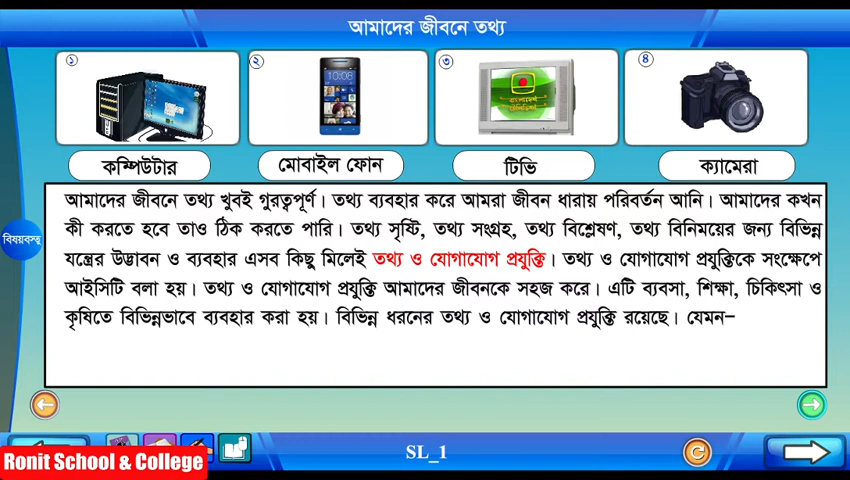 আমাদের জীবনে তথ্য
১
২
৩
৪
10:08
কম্পিউটার
মোবাইল ফোন
টিভি
ক্যামেরা
বিষয়বস্তু
আমাদের জীবনে তথ্য খুবই গুরত্বপূর্ণ। তথ্য ব্যবহার করে আমরা জীবন ধারায় পরিবর্তন আনি। আমাদের কখন
কী করতে হবে তাও ঠিক করতে পারি। তথ্য সৃষ্টি, তথ্য সংগ্রহ, তথ্য বিশ্লেষণ, তথ্য বিনিময়ের জন্য বিভিন্ন
যন্ত্রের উদ্ভাবন ও ব্যবহার এসব কিছু মিলেই তথ্য ও যোগাযোগ প্রযুক্তি। তথ্য ও যোগাযোগ প্রযুক্তিকে সংক্ষেপে
আইসিটি বলা হয়। তথ্য ও যোগাযোগ প্রযুক্তি আমাদের জীবনকে সহজ করে। এটি ব্যবসা, শিক্ষা, চিকিৎসা ও
কৃষিতে বিভিন্নভাবে ব্যবহার করা হয়। বিভিন্ন ধরনের তথ্য ও যোগাযোগ প্রযুক্তি রয়েছে। যেমন–
SL_1
Ronit School & College